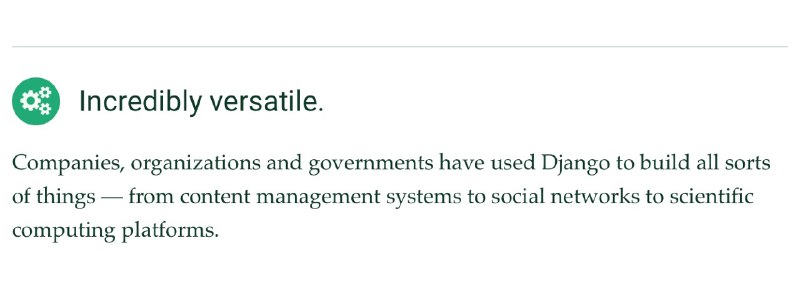 Incredibly versatile.
Companies, organizations and governments have used Django to build all sorts
of things — from content management systems to social networks to scientific
computing platforms.